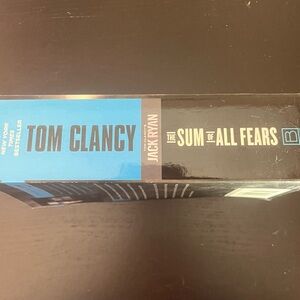 NEW YORK
TIMES
BESTSELLER
TOM CLANCY
JACK RYAN
THE SUM OF ALL FEARS
B